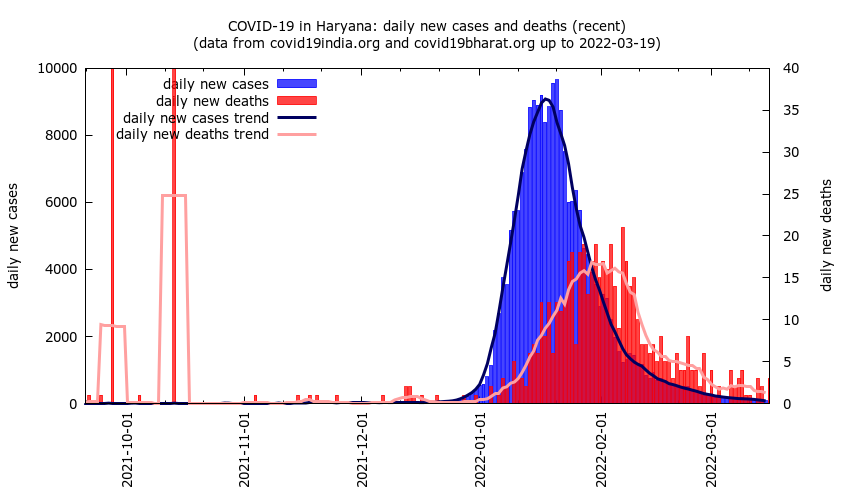 COVID-19 in Haryana: daily new cases and deaths (recent)
(data from covid19india.org and covid19bharat.org up to 2022-03-19)
daily new cases
daily new deaths
daily new cases trend
daily new deaths trend
10000
8000
6000
4000
2000
0
daily new cases
40
35
30
25
20
15
10
5
0
daily new deaths
2021-10-01
2021-11-01
2021-12-01
2022-01-01
2022-02-01
2022-03-01